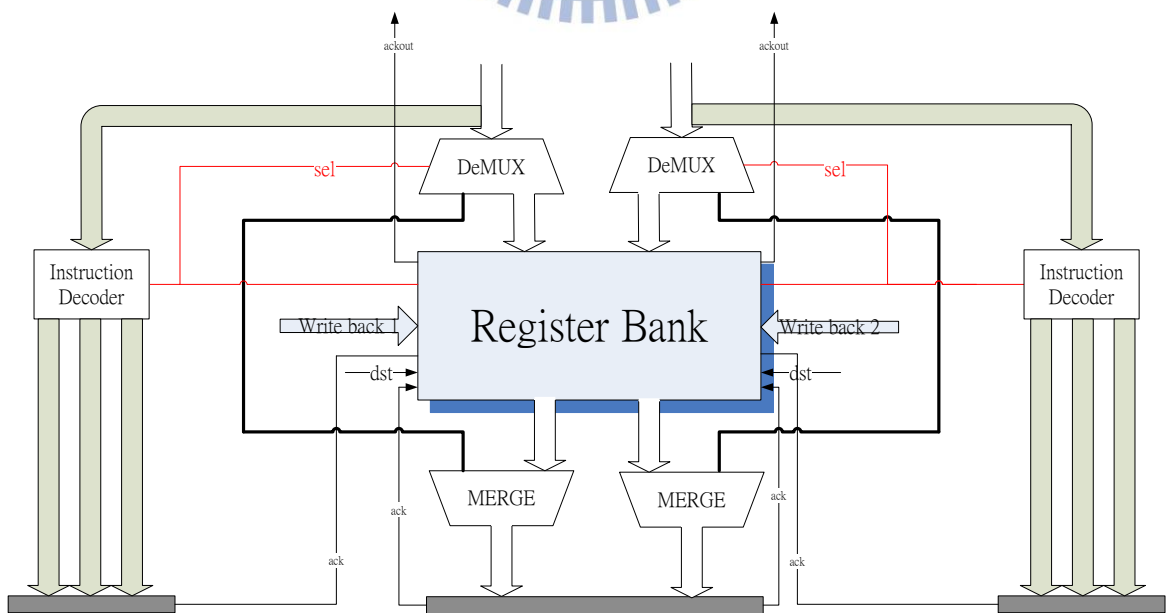 ackout
ackout
DeMUX
DeMUX
sel
sel
Instruction
Decoder
Instruction
Decoder
Register Bank
Write back
Write back 2
dst
dst
MERGE
MERGE
ack
ack
ack
ack